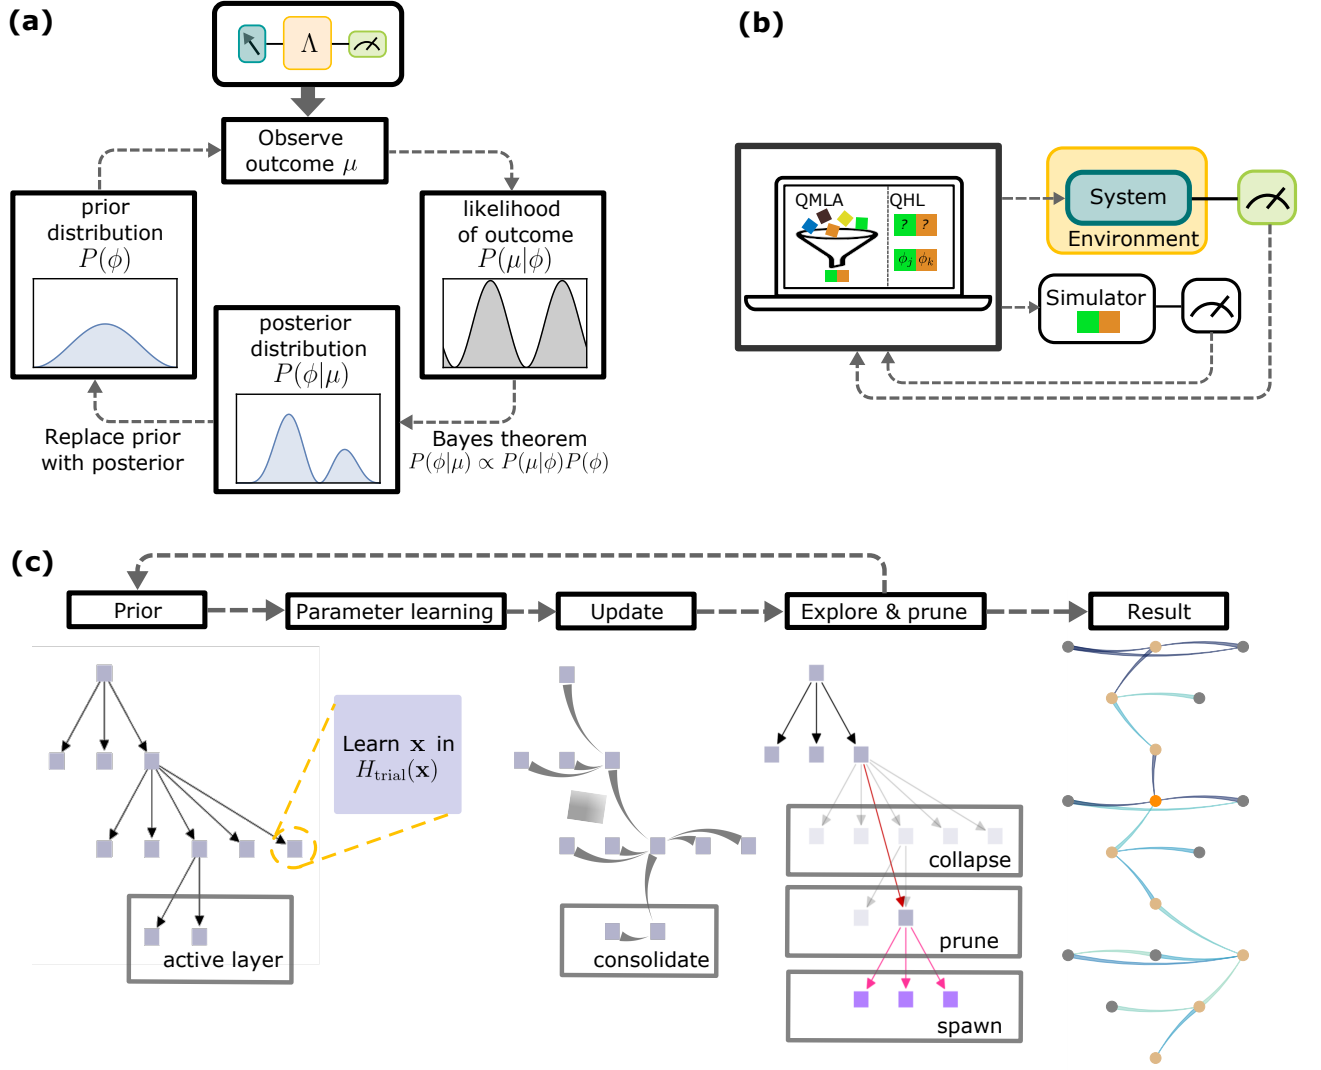 (a)
Λ
Observe
outcome μ
prior
distribution
P(ϕ)
likelihood
of outcome
P(μ|ϕ)
posterior
distribution
P(ϕ|μ)
Replace prior
with posterior
Bayes theorem
P(ϕ|μ) ∝ P(μ|ϕ)P(ϕ)
(b)
QMLA
QHL
? ?
ϕj ϕk
System
Environment
Simulator
(c)
Prior
Parameter learning
Update
Explore & prune
Result
Learn x in
Htrial(x)
active layer
consolidate
collapse
prune
spawn